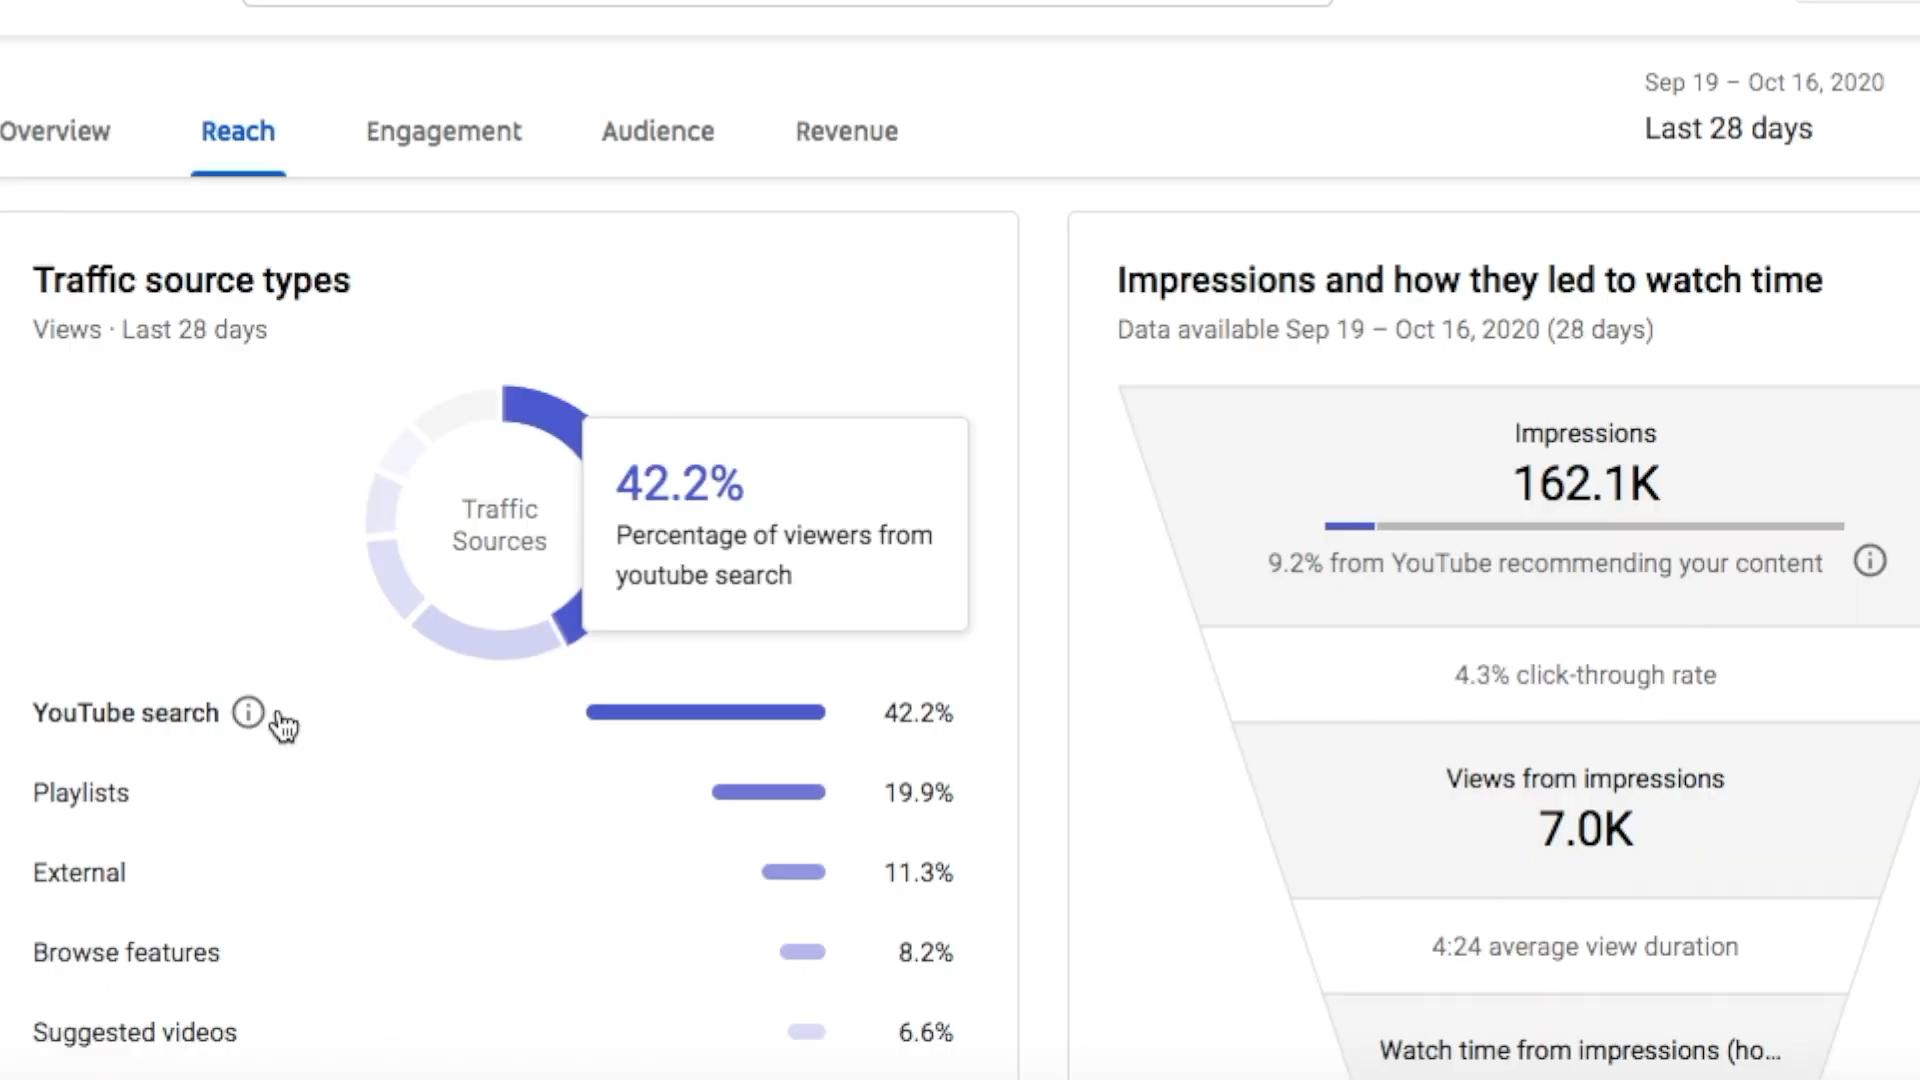 Sep 19 – Oct 16, 2020
Overview Reach Engagement Audience Revenue
Last 28 days
Traffic source types
Views · Last 28 days
Traffic
Sources
42.2%
Percentage of viewers from
youtube search
YouTube search 42.2%
Playlists 19.9%
External 11.3%
Browse features 8.2%
Suggested videos 6.6%
Impressions and how they led to watch time
Data available Sep 19 – Oct 16, 2020 (28 days)
Impressions
162.1K
9.2% from YouTube recommending your content
4.3% click-through rate
Views from impressions
7.0K
4:24 average view duration
Watch time from impressions (ho...